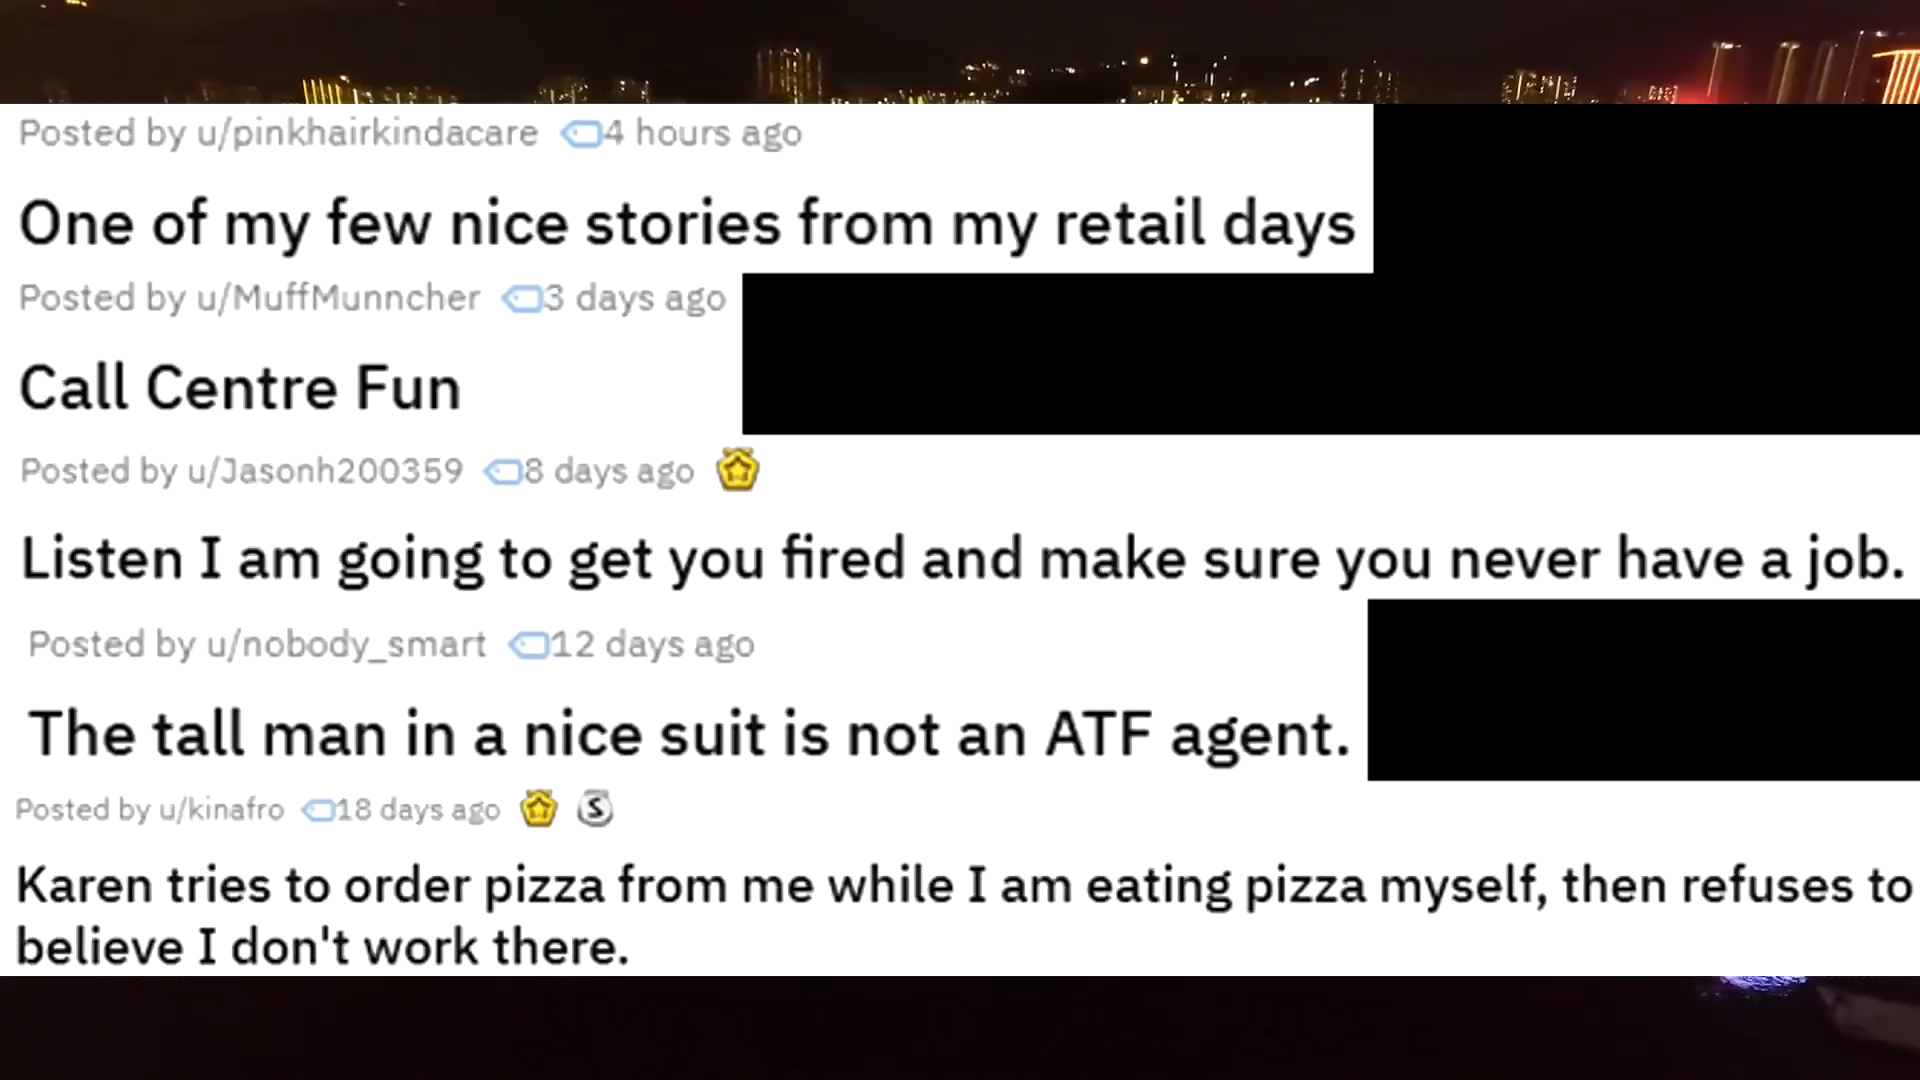 Posted by u/pinkhairkindacare 4 hours ago
One of my few nice stories from my retail days
Posted by u/MuffMunncher 3 days ago
Call Centre Fun
Posted by u/Jasonh200359 8 days ago
Listen I am going to get you fired and make sure you never have a job.
Posted by u/nobody_smart 12 days ago
The tall man in a nice suit is not an ATF agent.
Posted by u/kinafro 18 days ago S
Karen tries to order pizza from me while I am eating pizza myself, then refuses to
believe I don't work there.